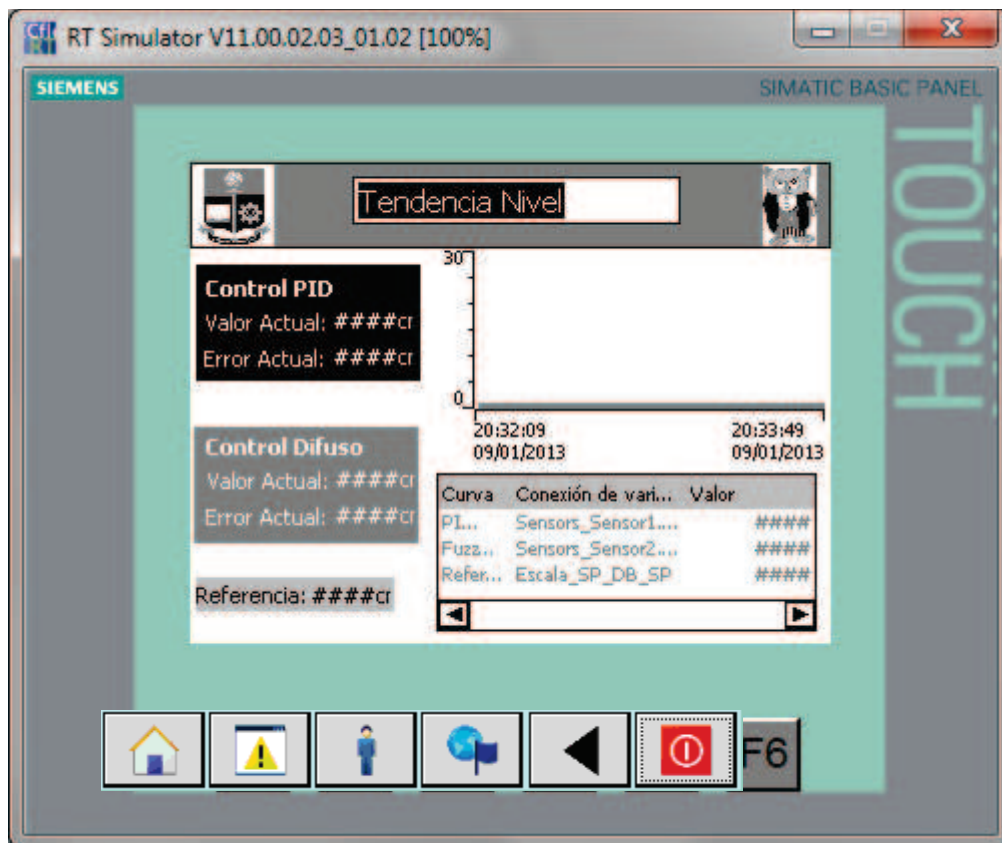 RT Simulator V11.00.02.03_01.02 [100%]
SIEMENS
SIMATIC BASIC PANEL
TOUCH
Tendencia Nivel
Control PID
Valor Actual: ####cr
Error Actual: ####cr
30
0
20:32:09
09/01/2013
20:33:49
09/01/2013
Control Difuso
Valor Actual: ####cr
Error Actual: ####cr
Referencia: ####cr
Curva Conexión de vari... Valor
PI... Sensors_Sensor1.... ####
Fuzz... Sensors_Sensor2.... ####
Refer... Escala_SP_DB_SP ####
F6